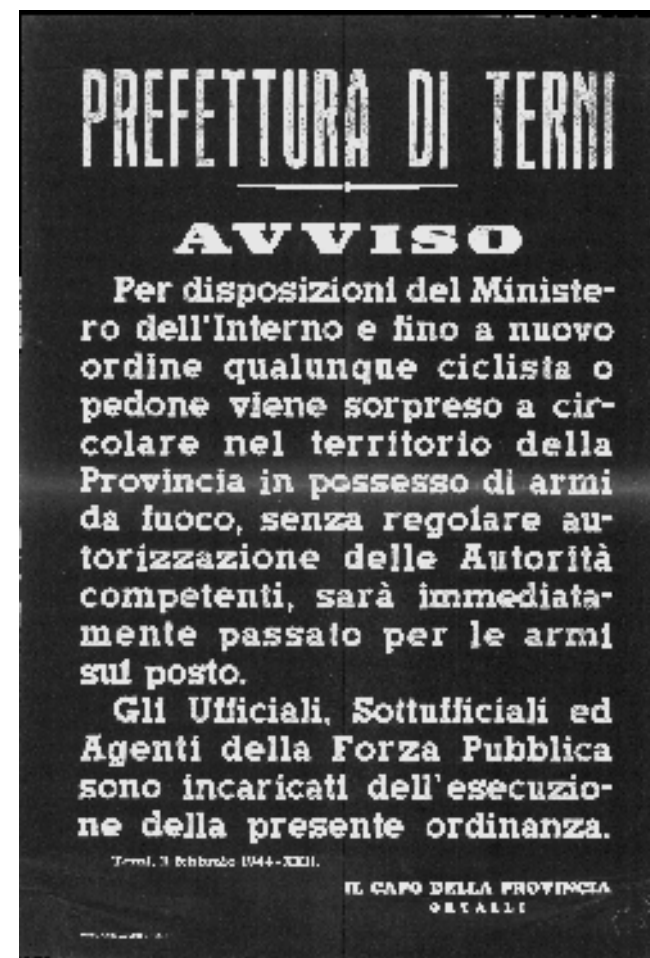 PREFETTURA DI TERNI
AVVISO
Per disposizioni del Ministe-
ro dell'Interno e fino a nuovo
ordine qualunque ciclista o
pedone viene sorpreso a cir-
colare nel territorio della
Provincia in possesso di armi
da fuoco, senza regolare au-
torizzazione delle Autorità
competenti, sarà immediata-
mente passato per le armi
sul posto.
Gli Ufficiali, Sottufficiali ed
Agenti della Forza Pubblica
sono incaricati dell'esecuzio-
ne della presente ordinanza.
Terni, 3 febbraio 1944-XXII.
IL CAPO DELLA PROVINCIA
ORTALLI